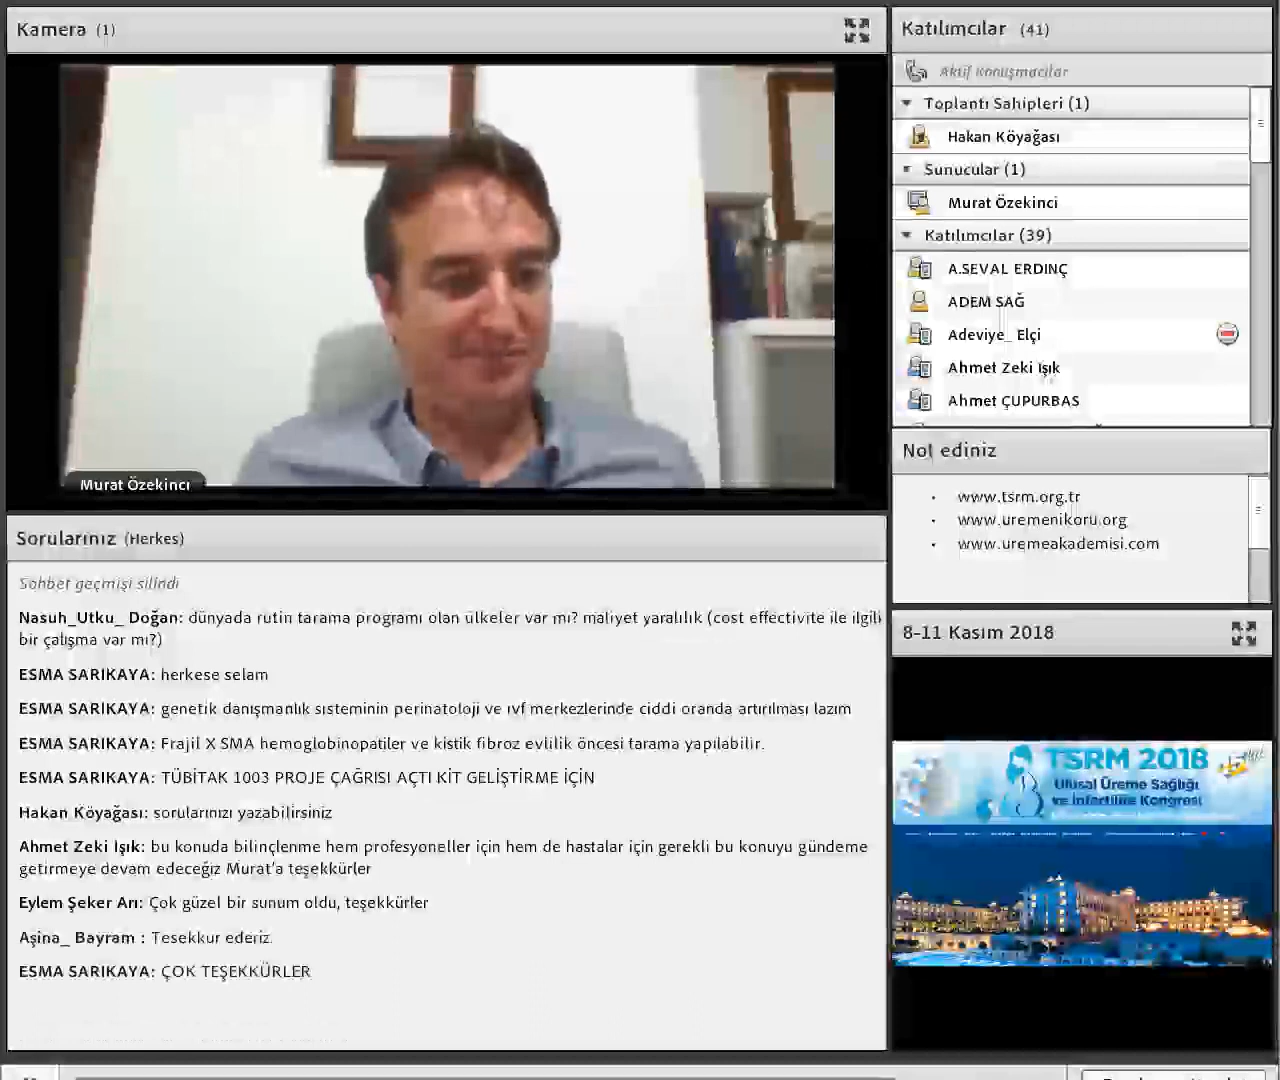 Kamera (1)
Murat Özekinci
Sorularınız (Herkes)
Sohbet geçmişi silindi
Nasuh_Utku_ Doğan: dünyada rutin tarama programı olan ülkeler var mı? maliyet yaralılık (cost effectivite ile ilgili
bir çalışma var mı?)
ESMA SARIKAYA: herkese selam
ESMA SARIKAYA: genetik danışmanlık sisteminin perinatoloji ve ıvf merkezlerinde ciddi oranda artırılması lazım
ESMA SARIKAYA: Frajil X SMA hemoglobinopatiler ve kistik fibroz evlilik öncesi tarama yapılabilir.
ESMA SARIKAYA: TÜBİTAK 1003 PROJE ÇAĞRISI AÇTI KİT GELİŞTİRME İÇİN
Hakan Köyağası: sorularınızı yazabilirsiniz
Ahmet Zeki Işık: bu konuda bilinçlenme hem profesyoneller için hem de hastalar için gerekli bu konuyu gündeme
getirmeye devam edeceğiz Murat'a teşekkürler
Eylem Şeker Arı: Çok güzel bir sunum oldu, teşekkürler
Aşina_ Bayram : Tesekkur ederiz.
ESMA SARIKAYA: ÇOK TEŞEKKÜRLER
Katılımcılar (41)
Aktif Konuşmacılar
Toplantı Sahipleri (1)
Hakan Köyağası
Sunucular (1)
Murat Özekinci
Katılımcılar (39)
A.SEVAL ERDİNÇ
ADEM SAĞ
Adeviye_ Elçi
Ahmet Zeki Işık
Ahmet ÇUPURBAS
Not ediniz
• www.tsrm.org.tr
• www.uremenikoru.org
• www.uremeakademisi.com
8-11 Kasım 2018
TSRM 2018
Ulusal Üreme Sağlığı
ve İnfertilite Kongresi